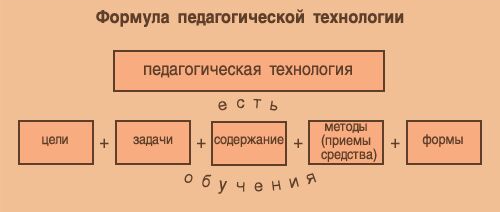 Формула педагогической технологии
педагогическая технология
есть
цели + задачи + содержание + методы (приемы средства) + формы
обучения